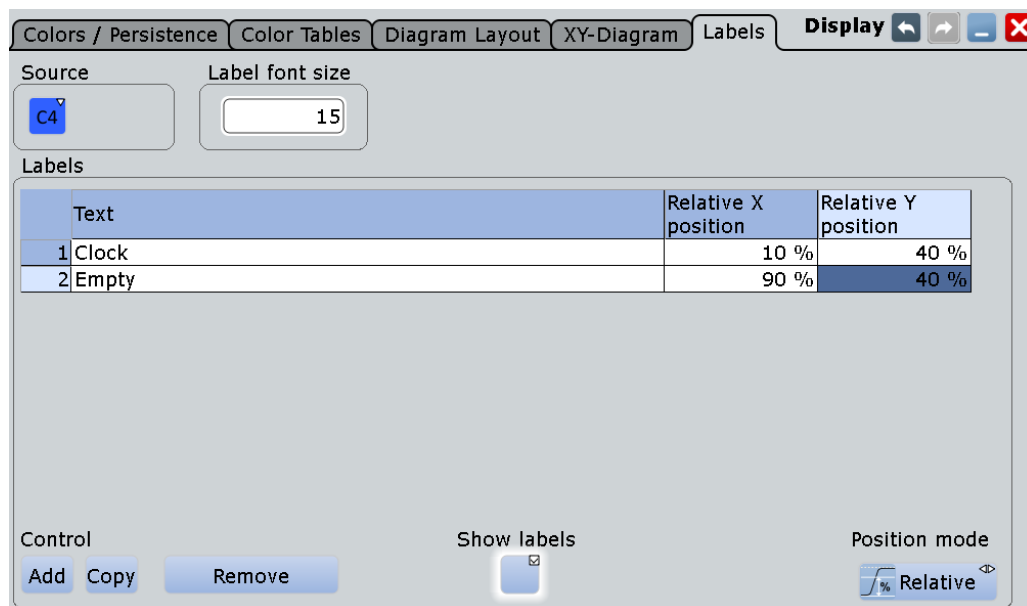 Colors / Persistence Color Tables Diagram Layout XY-Diagram Labels Display
Source Label font size
C4 15
Labels
Text Relative X position Relative Y position
1 Clock 10 % 40 %
2 Empty 90 % 40 %
Control Show labels Position mode
Add Copy Remove % Relative